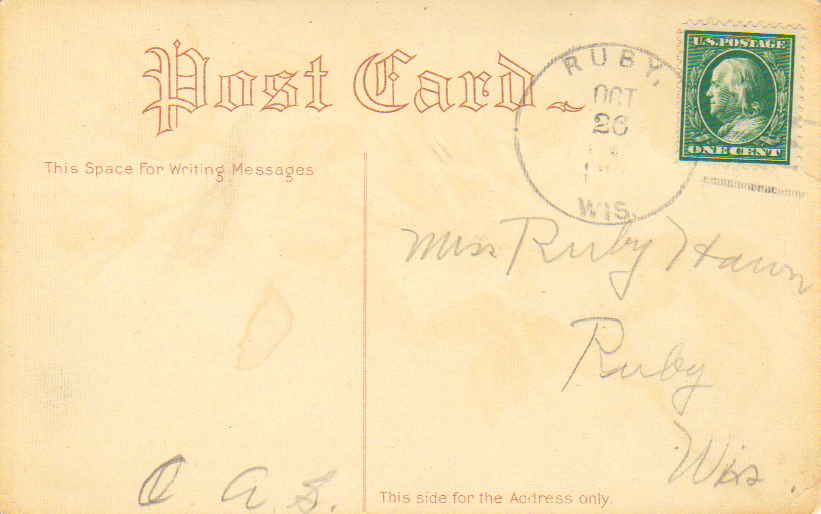 Post Card
RUBY,
OCT
26
WIS.
U.S. POSTAGE
ONE CENT
This Space For Writing Messages
Miss Ruby Hawn
Ruby
Wis.
O. A. S.
This side for the Address only.